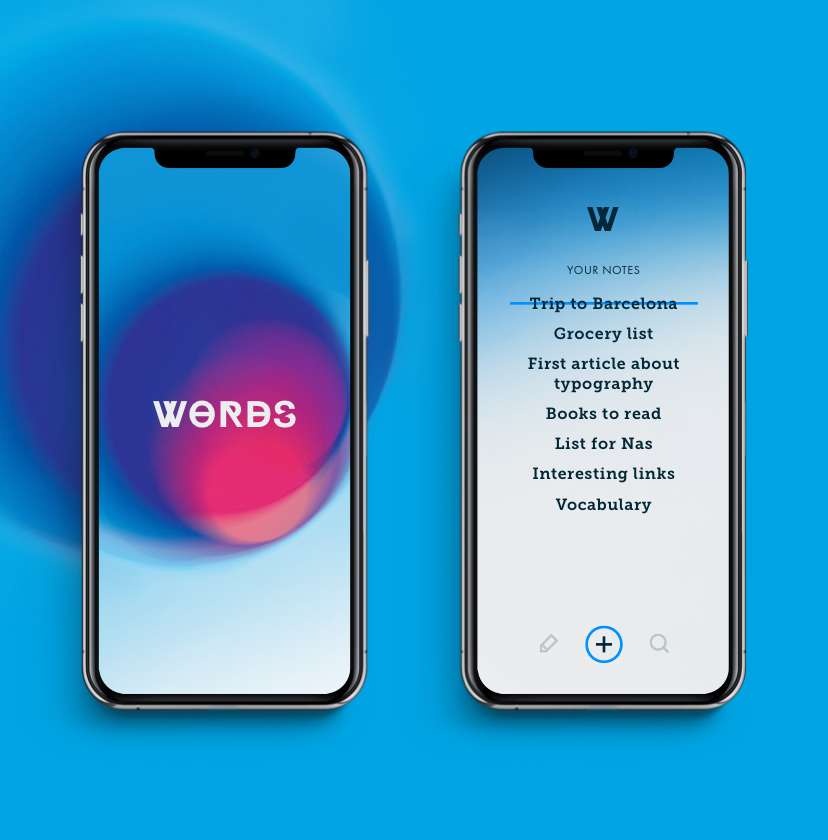 WORDS
W
YOUR NOTES
Trip to Barcelona
Grocery list
First article about
typography
Books to read
List for Nas
Interesting links
Vocabulary